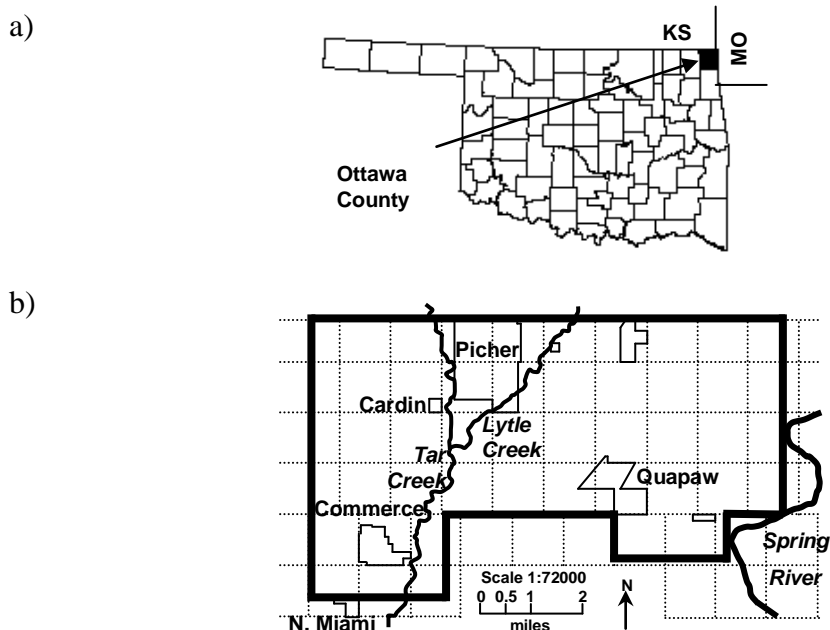 a)
KS
MO
Ottawa
County
b)
Picher
Cardin
Lytle
Creek
Tar
Creek
Quapaw
Commerce
Spring
River
Scale 1:72000
0 0.5 1 2
miles
N
N. Miami